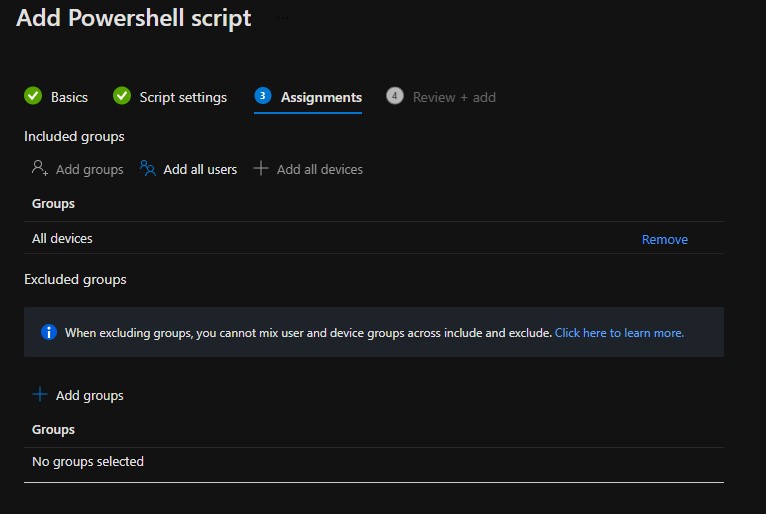 Add Powershell script ...
Basics Script settings 3 Assignments 4 Review + add
Included groups
Add groups Add all users Add all devices
Groups
All devices Remove
Excluded groups
When excluding groups, you cannot mix user and device groups across include and exclude. Click here to learn more.
Add groups
Groups
No groups selected